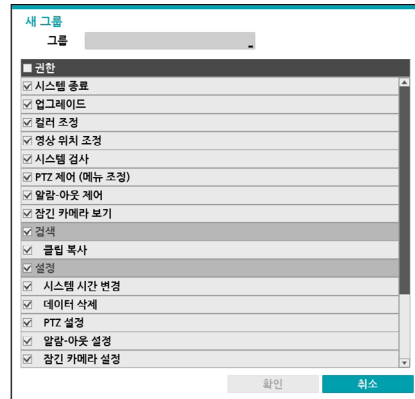 새 그룹
그룹
권한
시스템 종료
업그레이드
컬러 조정
영상 위치 조정
시스템 검사
PTZ 제어 (메뉴 조정)
알람-아웃 제어
잠긴 카메라 보기
검색
클립 복사
설정
시스템 시간 변경
데이터 삭제
PTZ 설정
알람-아웃 설정
잠긴 카메라 설정
확인 취소